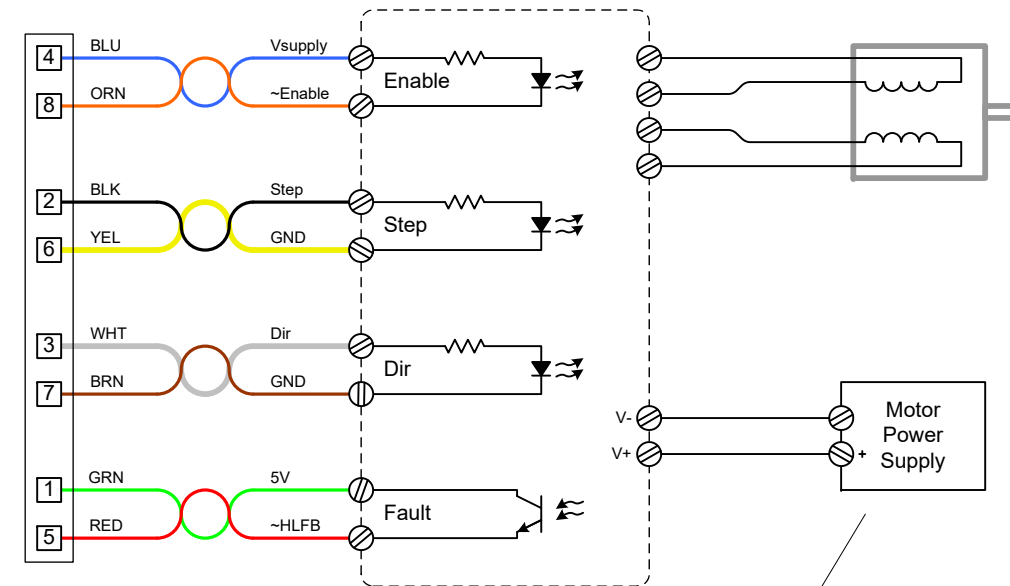 4 BLU Vsupply
Enable
8 ORN ~Enable
2 BLK Step
Step
6 YEL GND
3 WHT Dir
Dir
7 BRN GND
1 GRN 5V
Fault
5 RED ~HLFB
V-
V+
+
Motor
Power
Supply